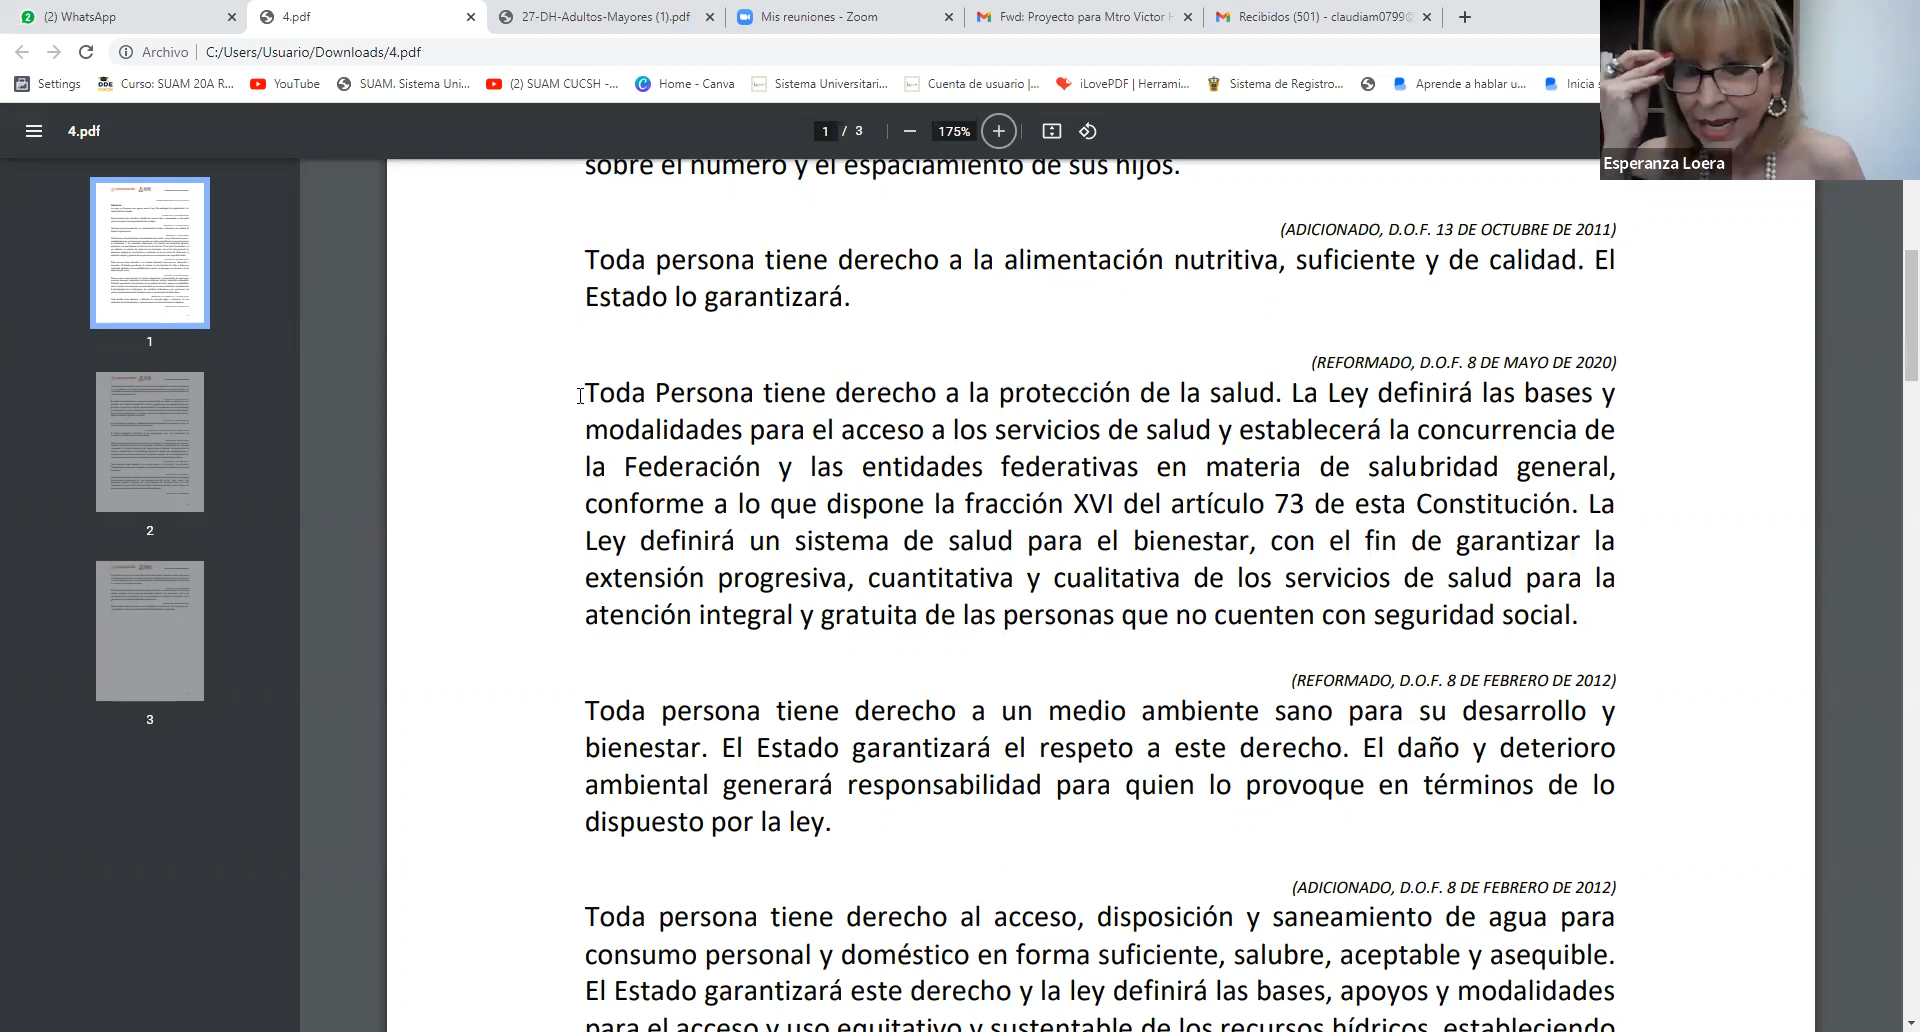 (2) WhatsApp
4.pdf
27-DH-Adultos-Mayores (1).pdf
Mis reuniones - Zoom
Fwd: Proyecto para Mtro Victor
Recibidos (501) - claudiam0799
Archivo
C:/Users/Usuario/Downloads/4.pdf
Settings
Curso: SUAM 20A R...
YouTube
SUAM. Sistema Uni...
(2) SUAM CUCSH -...
Home - Canva
Sistema Universitari...
Cuenta de usuario |...
iLovePDF | Herrami...
Sistema de Registro...
Aprende a hablar u...
Inicia
4.pdf
1 / 3
175%
Esperanza Loera
1
2
3
sobre el número y el espaciamiento de sus hijos.
(ADICIONADO, D.O.F. 13 DE OCTUBRE DE 2011)
Toda persona tiene derecho a la alimentación nutritiva, suficiente y de calidad. El
Estado lo garantizará.
(REFORMADO, D.O.F. 8 DE MAYO DE 2020)
Toda Persona tiene derecho a la protección de la salud. La Ley definirá las bases y
modalidades para el acceso a los servicios de salud y establecerá la concurrencia de
la Federación y las entidades federativas en materia de salubridad general,
conforme a lo que dispone la fracción XVI del artículo 73 de esta Constitución. La
Ley definirá un sistema de salud para el bienestar, con el fin de garantizar la
extensión progresiva, cuantitativa y cualitativa de los servicios de salud para la
atención integral y gratuita de las personas que no cuenten con seguridad social.
(REFORMADO, D.O.F. 8 DE FEBRERO DE 2012)
Toda persona tiene derecho a un medio ambiente sano para su desarrollo y
bienestar. El Estado garantizará el respeto a este derecho. El daño y deterioro
ambiental generará responsabilidad para quien lo provoque en términos de lo
dispuesto por la ley.
(ADICIONADO, D.O.F. 8 DE FEBRERO DE 2012)
Toda persona tiene derecho al acceso, disposición y saneamiento de agua para
consumo personal y doméstico en forma suficiente, salubre, aceptable y asequible.
El Estado garantizará este derecho y la ley definirá las bases, apoyos y modalidades
para el acceso y uso equitativo y sustentable de los recursos hídricos, estableciendo